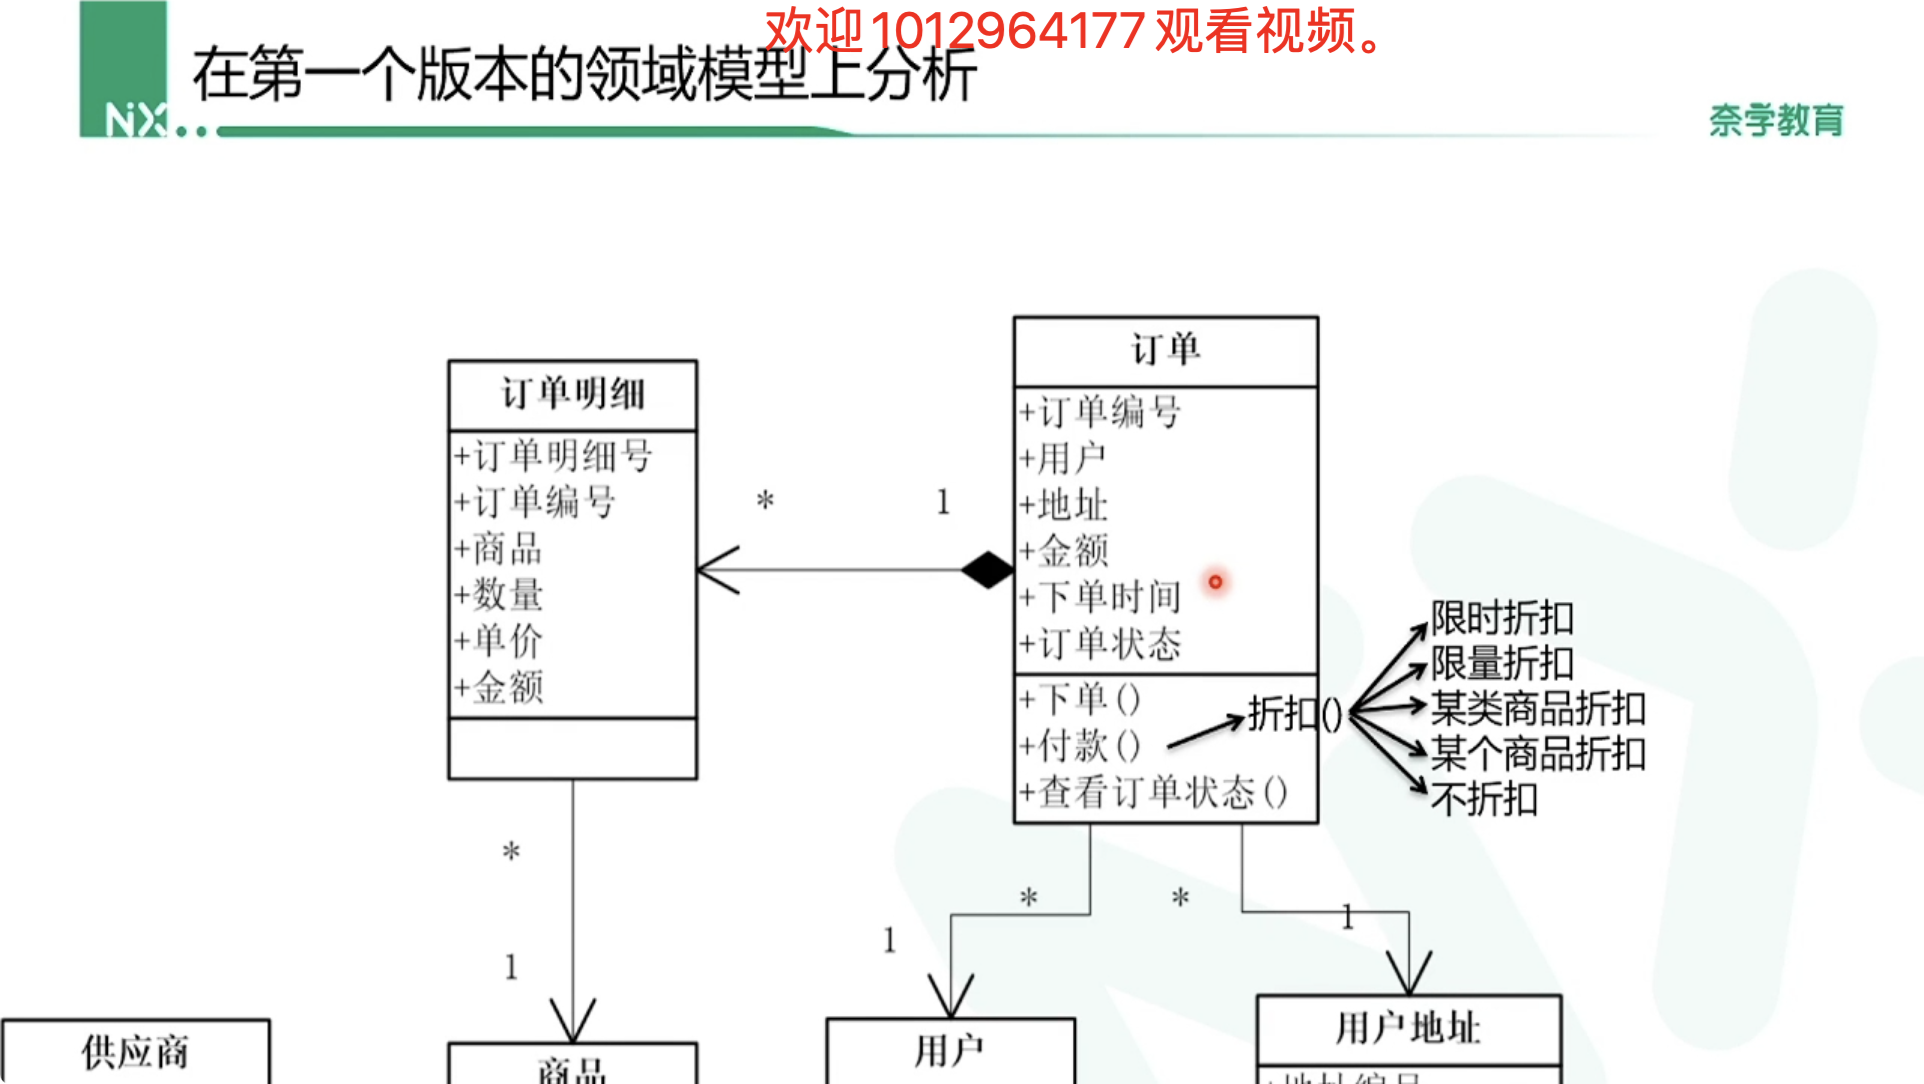 欢迎1012964177观看视频。
在第一个版本的领域模型上分析
NX
奈学教育
订单
+订单编号
+用户
+地址
+金额
+下单时间
+订单状态
+下单()
+付款()
+查看订单状态()
折扣()
限时折扣
限量折扣
某类商品折扣
某个商品折扣
不折扣
订单明细
+订单明细号
+订单编号
+商品
+数量
+单价
+金额
*
1
*
1
*
1
*
1
供应商
商品
用户
用户地址
+地址编号